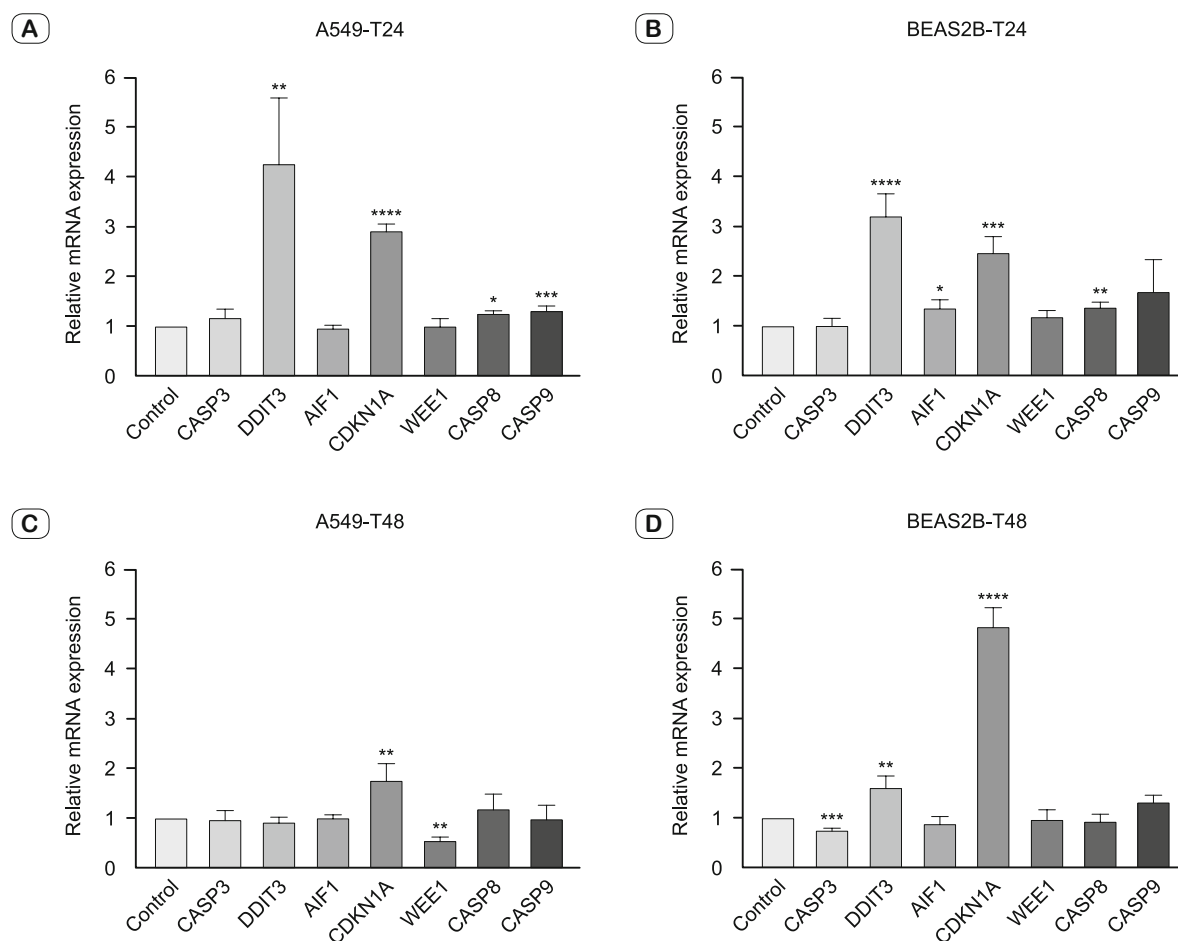 A
A549-T24
Relative mRNA expression
6
5
4
3
2
1
0
**
****
*
***
Control
CASP3
DDIT3
AIF1
CDKN1A
WEE1
CASP8
CASP9
B
BEAS2B-T24
Relative mRNA expression
6
5
4
3
2
1
0
****
*
***
**
Control
CASP3
DDIT3
AIF1
CDKN1A
WEE1
CASP8
CASP9
C
A549-T48
Relative mRNA expression
6
5
4
3
2
1
0
**
**
Control
CASP3
DDIT3
AIF1
CDKN1A
WEE1
CASP8
CASP9
D
BEAS2B-T48
Relative mRNA expression
6
5
4
3
2
1
0
***
**
****
Control
CASP3
DDIT3
AIF1
CDKN1A
WEE1
CASP8
CASP9